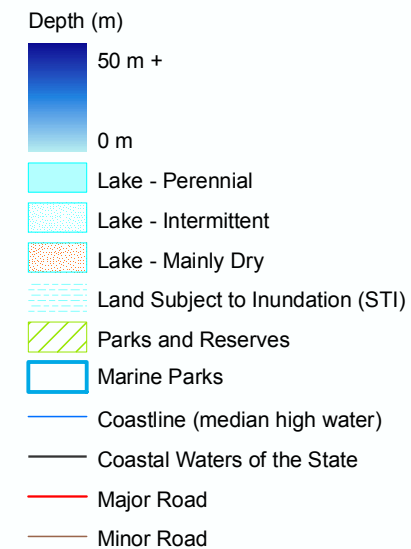 Depth (m)
50 m +
0 m
Lake - Perennial
Lake - Intermittent
Lake - Mainly Dry
Land Subject to Inundation (STI)
Parks and Reserves
Marine Parks
Coastline (median high water)
Coastal Waters of the State
Major Road
Minor Road